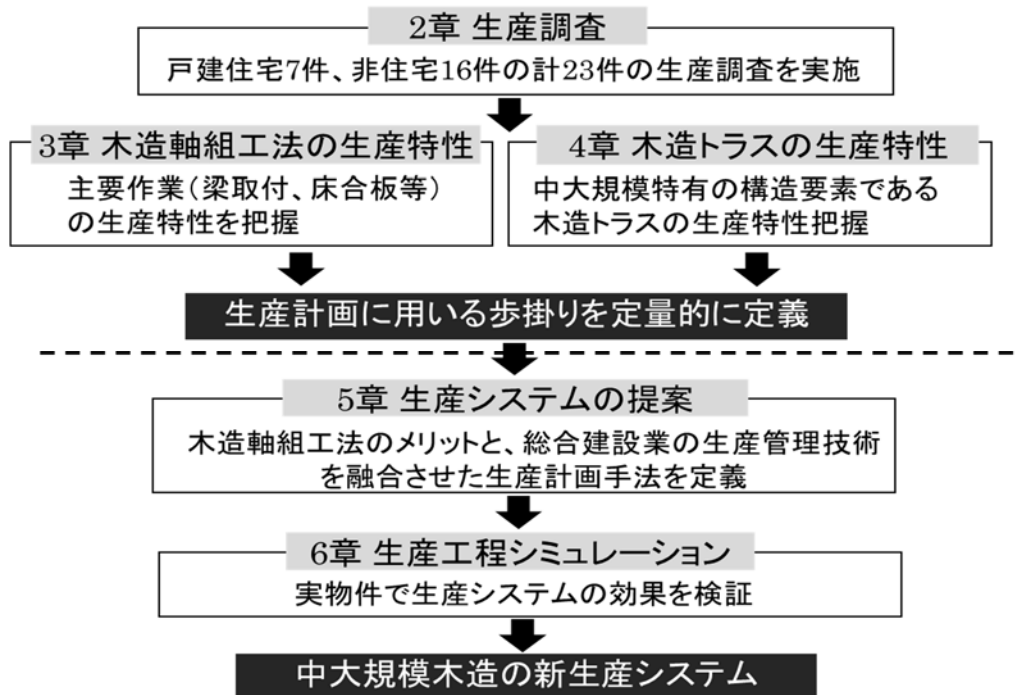 2章 生産調査
戸建住宅7件、非住宅16件の計23件の生産調査を実施
3章 木造軸組工法の生産特性
主要作業(梁取付、床合板等)
の生産特性を把握
4章 木造トラスの生産特性
中大規模特有の構造要素である
木造トラスの生産特性把握
生産計画に用いる歩掛りを定量的に定義
5章 生産システムの提案
木造軸組工法のメリットと、総合建設業の生産管理技術
を融合させた生産計画手法を定義
6章 生産工程シミュレーション
実物件で生産システムの効果を検証
中大規模木造の新生産システム